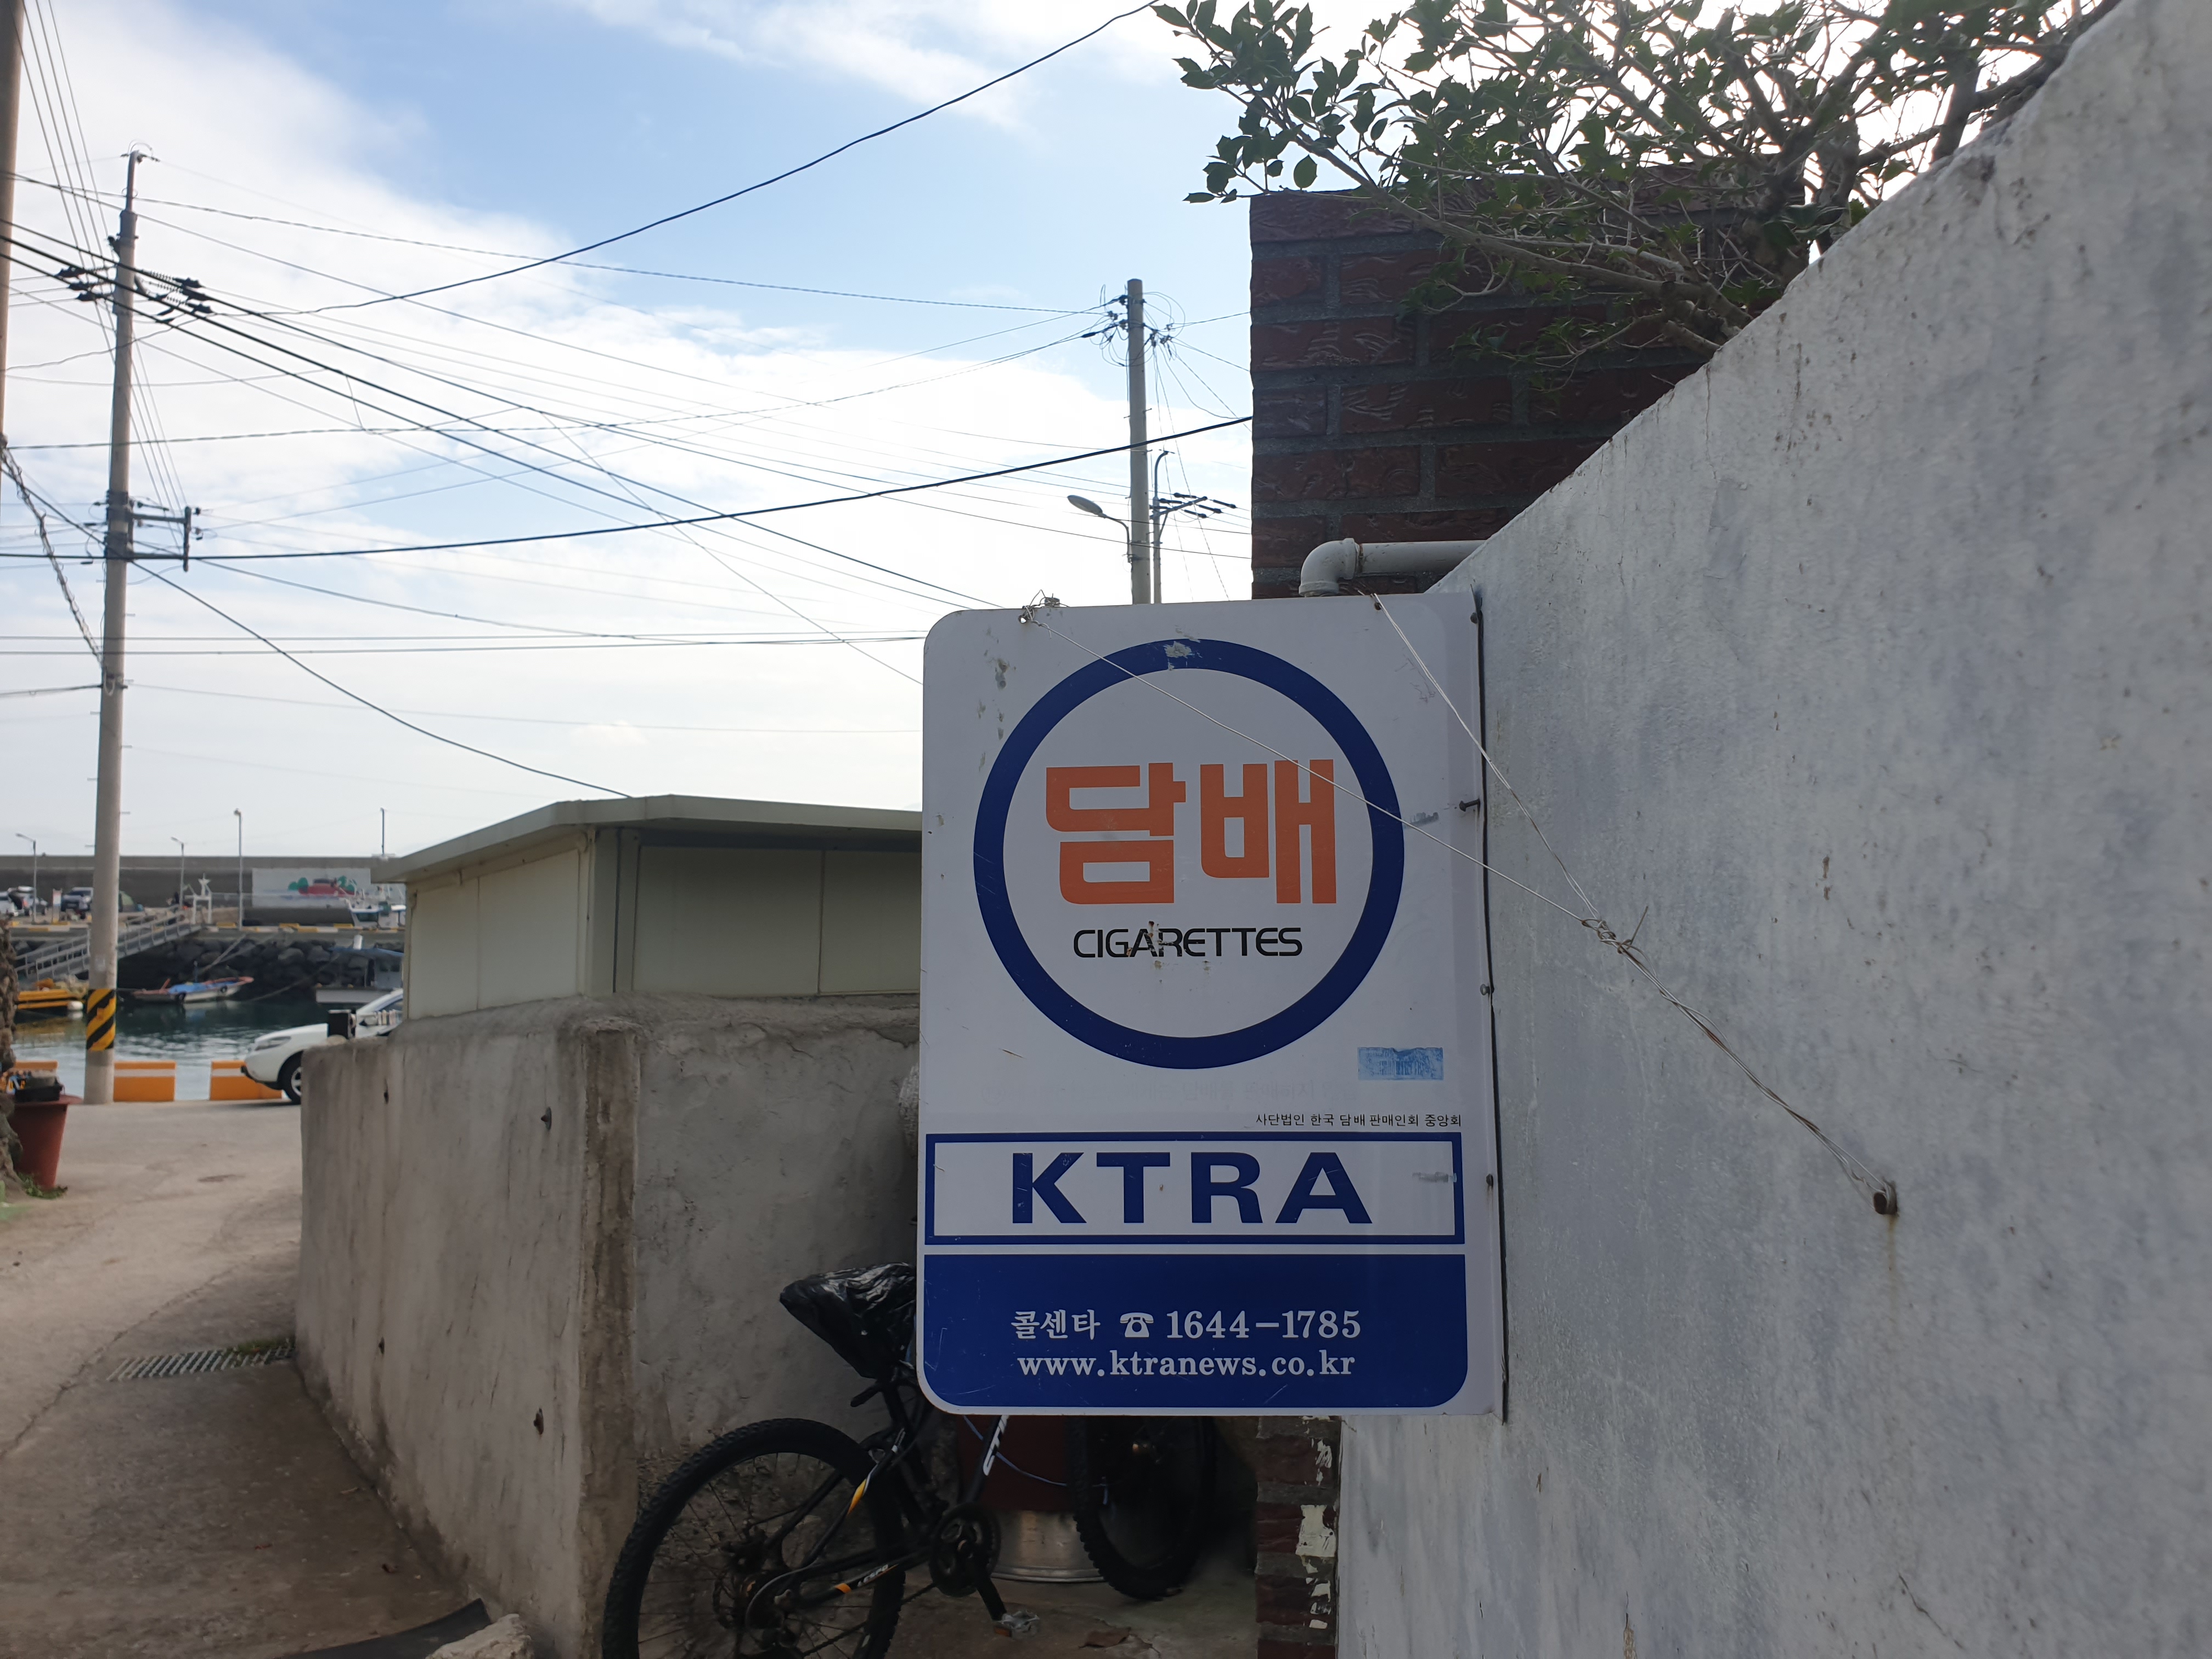 담배
CIGARETTES
사단법인 한국 담배 판매인회 중앙회
KTRA
콜센타 ☎ 1644-1785
www.ktranews.co.kr